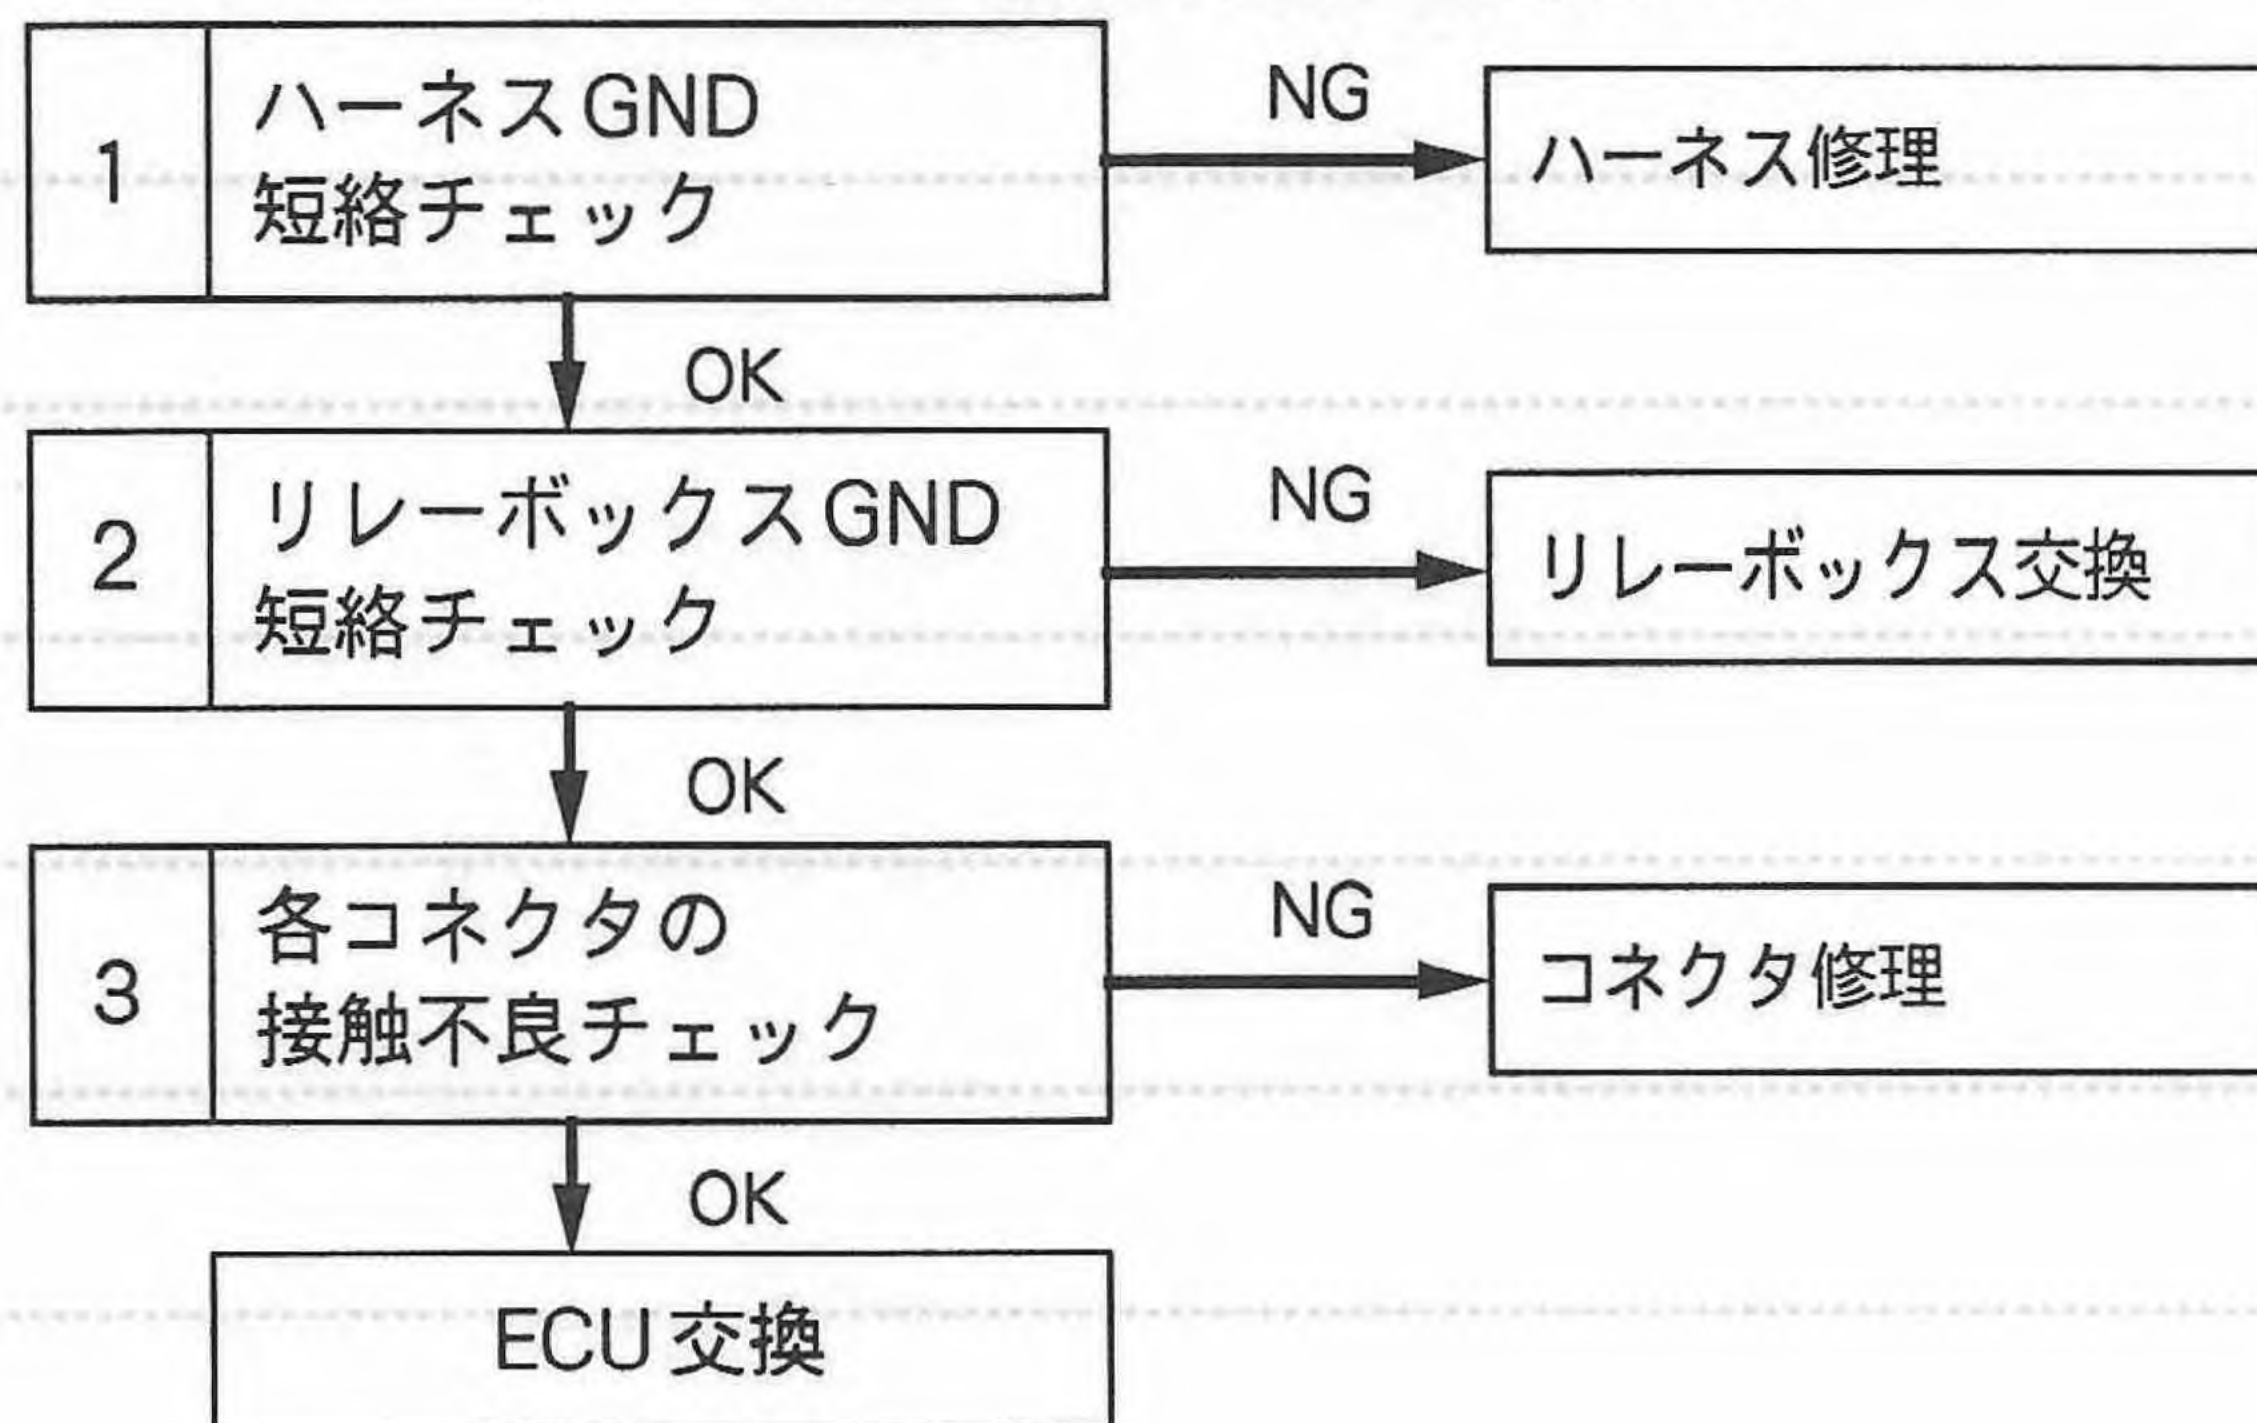 1
ハーネスGND
短絡チェック
NG
ハーネス修理
OK
2
リレーボックスGND
短絡チェック
NG
リレーボックス交換
OK
3
各コネクタの
接触不良チェック
NG
コネクタ修理
OK
ECU交換